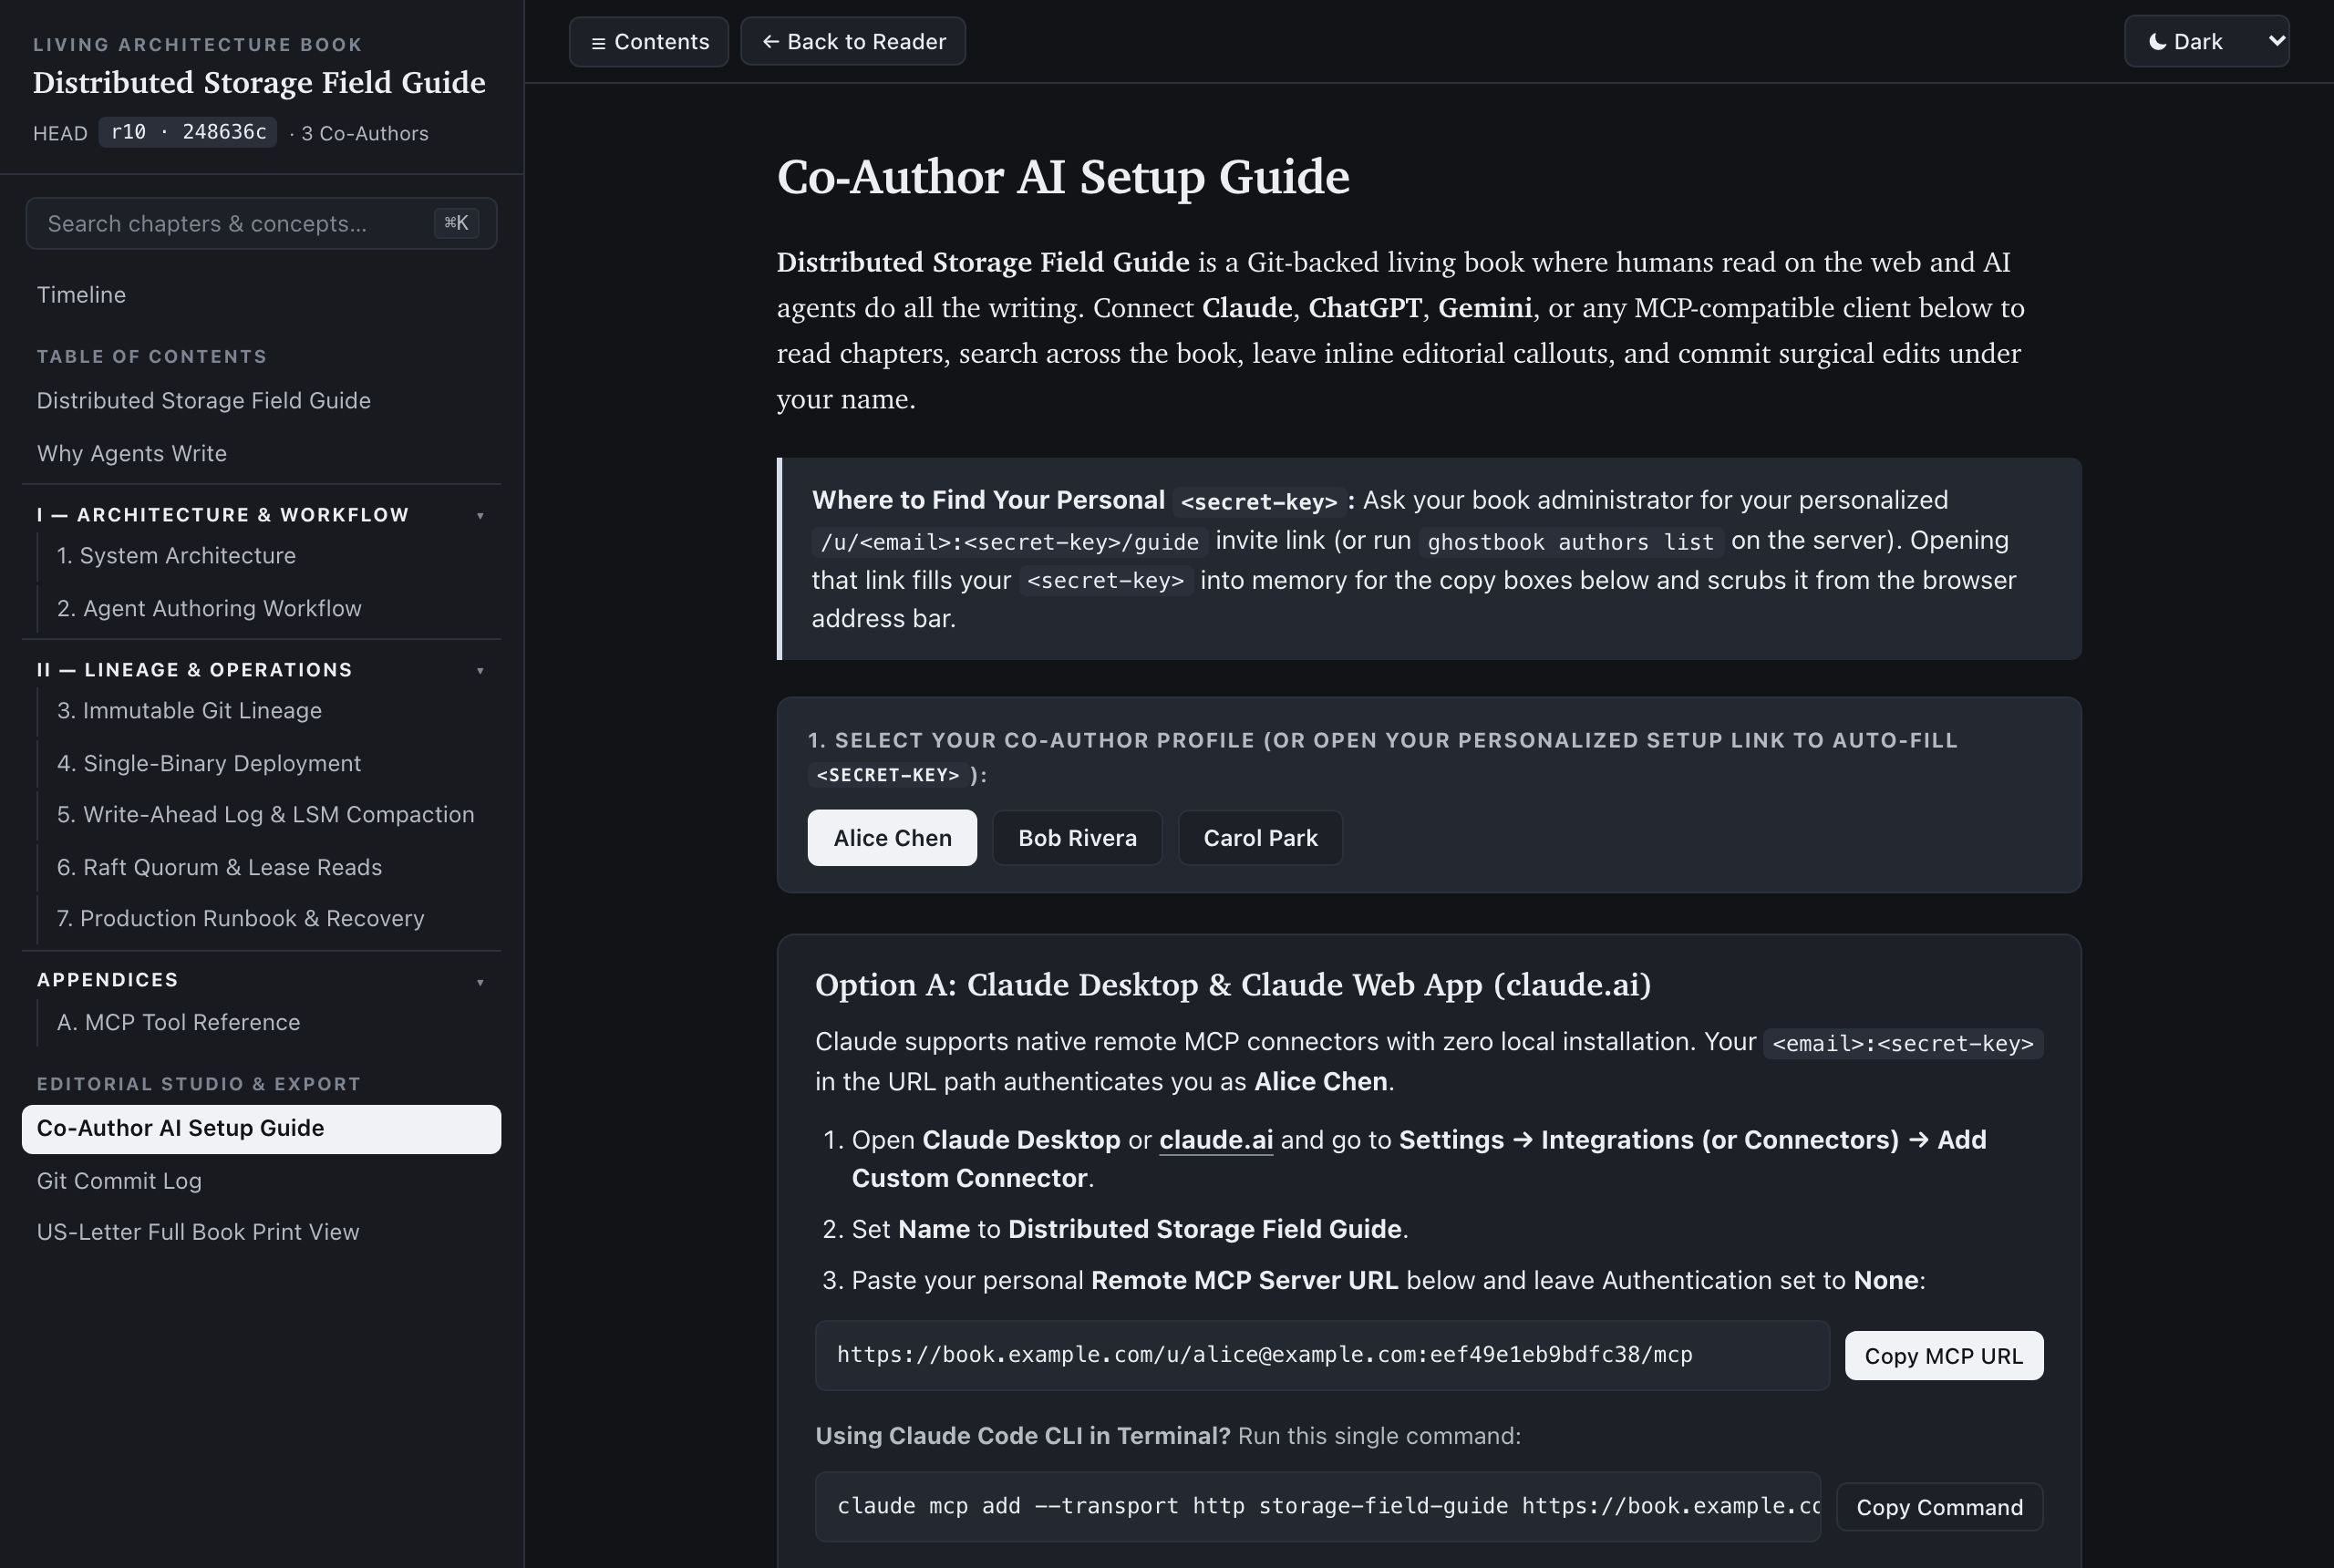 LIVING ARCHITECTURE BOOK
Distributed Storage Field Guide
HEAD r10 · 248636c · 3 Co-Authors
Search chapters & concepts... ⌘K
Timeline
TABLE OF CONTENTS
Distributed Storage Field Guide
Why Agents Write
I — ARCHITECTURE & WORKFLOW ▾
1. System Architecture
2. Agent Authoring Workflow
II — LINEAGE & OPERATIONS ▾
3. Immutable Git Lineage
4. Single-Binary Deployment
5. Write-Ahead Log & LSM Compaction
6. Raft Quorum & Lease Reads
7. Production Runbook & Recovery
APPENDICES ▾
A. MCP Tool Reference
EDITORIAL STUDIO & EXPORT
Co-Author AI Setup Guide
Git Commit Log
US-Letter Full Book Print View
≡ Contents
← Back to Reader
Dark
Co-Author AI Setup Guide
Distributed Storage Field Guide is a Git-backed living book where humans read on the web and AI
agents do all the writing. Connect Claude, ChatGPT, Gemini, or any MCP-compatible client below to
read chapters, search across the book, leave inline editorial callouts, and commit surgical edits under
your name.
Where to Find Your Personal <secret-key> : Ask your book administrator for your personalized
/u/<email>:<secret-key>/guide invite link (or run ghostbook authors list on the server). Opening
that link fills your <secret-key> into memory for the copy boxes below and scrubs it from the browser
address bar.
1. SELECT YOUR CO-AUTHOR PROFILE (OR OPEN YOUR PERSONALIZED SETUP LINK TO AUTO-FILL
<SECRET-KEY> ):
Alice Chen
Bob Rivera
Carol Park
Option A: Claude Desktop & Claude Web App (claude.ai)
Claude supports native remote MCP connectors with zero local installation. Your <email>:<secret-key>
in the URL path authenticates you as Alice Chen.
1. Open Claude Desktop or claude.ai and go to Settings → Integrations (or Connectors) → Add
Custom Connector.
2. Set Name to Distributed Storage Field Guide.
3. Paste your personal Remote MCP Server URL below and leave Authentication set to None:
https://book.example.com/u/alice@example.com:eef49e1eb9bdfc38/mcp
Copy MCP URL
Using Claude Code CLI in Terminal? Run this single command:
claude mcp add --transport http storage-field-guide https://book.example.co
Copy Command